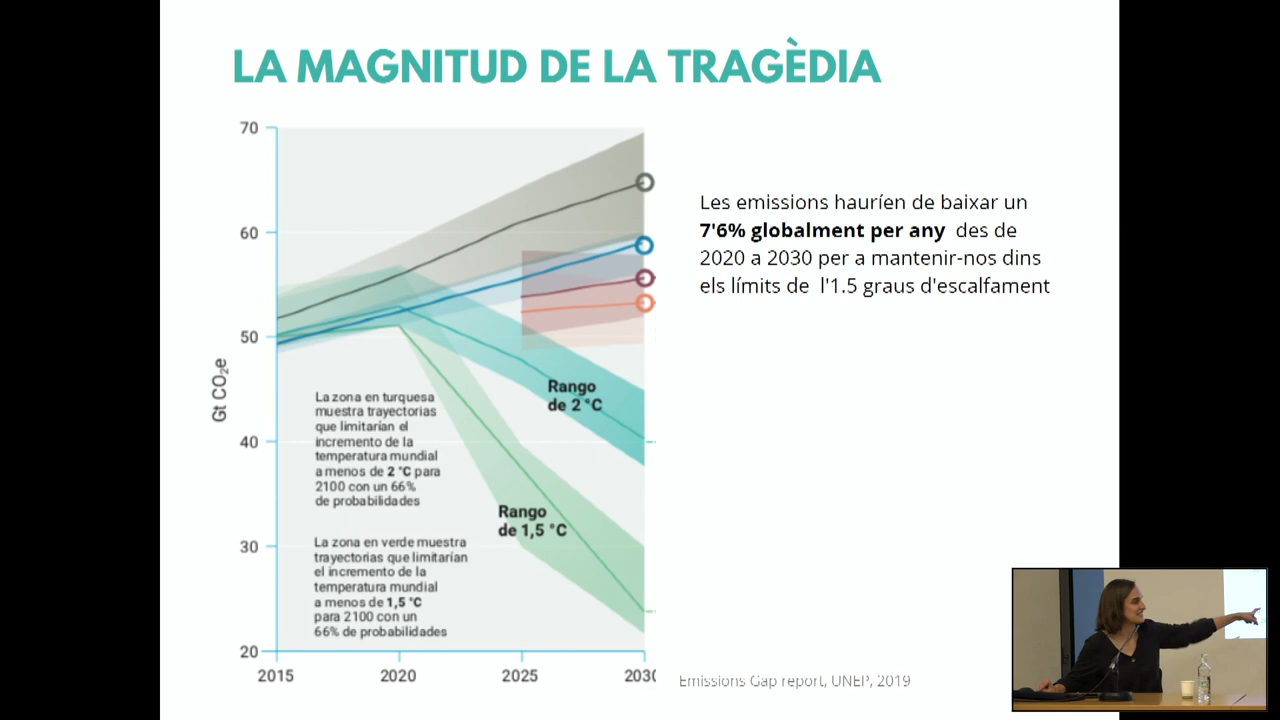 LA MAGNITUD DE LA TRAGÈDIA
70
60
50
40
30
20
Gt CO₂e
2015
2020
2025
2030
Rango
de 2 °C
Rango
de 1,5 °C
La zona en turquesa
muestra trayectorias
que limitarían el
incremento de la
temperatura mundial
a menos de 2 °C para
2100 con un 66%
de probabilidades
La zona en verde muestra
trayectorias que limitarían
el incremento de la
temperatura mundial
a menos de 1,5 °C
para 2100 con un
66% de probabilidades
Les emissions hauríen de baixar un
7'6% globalment per any des de
2020 a 2030 per a mantenir-nos dins
els límits de l'1.5 graus d'escalfament
Emissions Gap report, UNEP, 2019